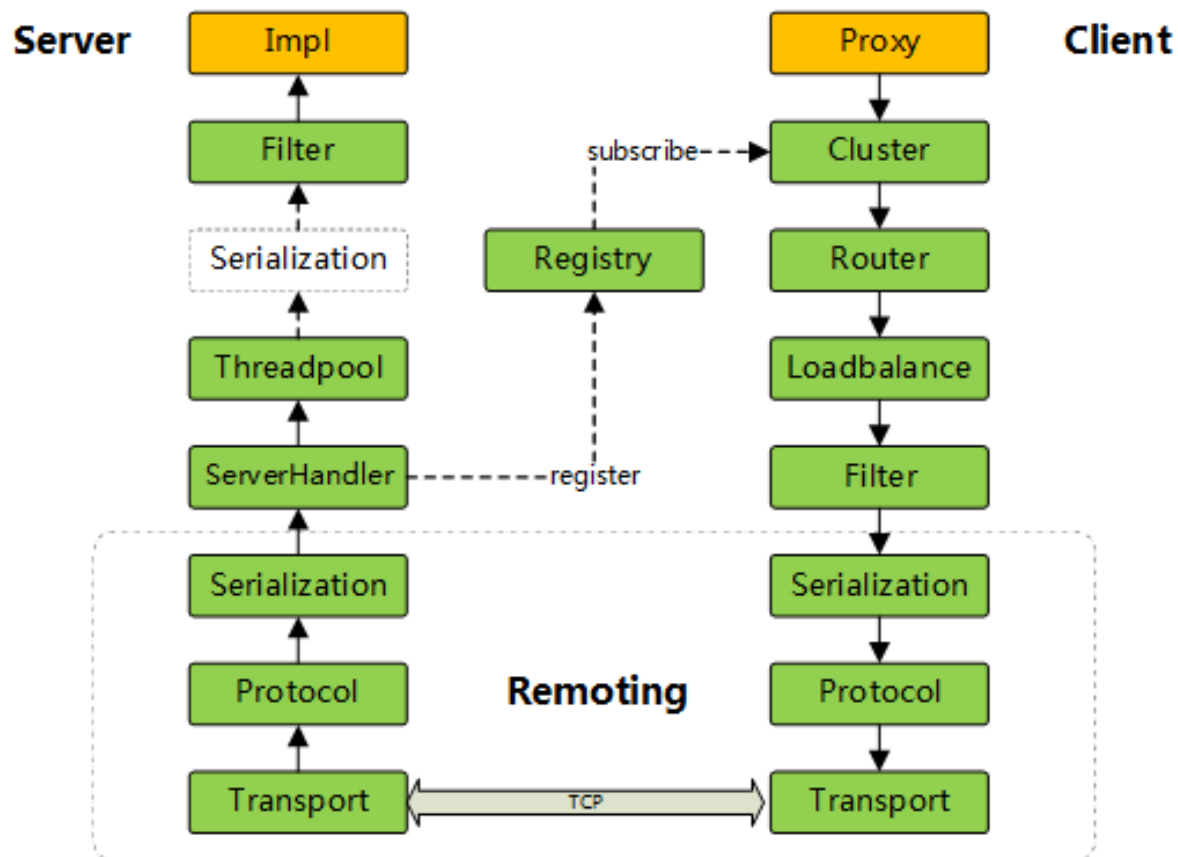 Server
Impl
Proxy
Client
Filter
subscribe
Cluster
Serialization
Registry
Router
Threadpool
Loadbalance
ServerHandler
register
Filter
Serialization
Serialization
Protocol
Remoting
Protocol
Transport
TCP
Transport